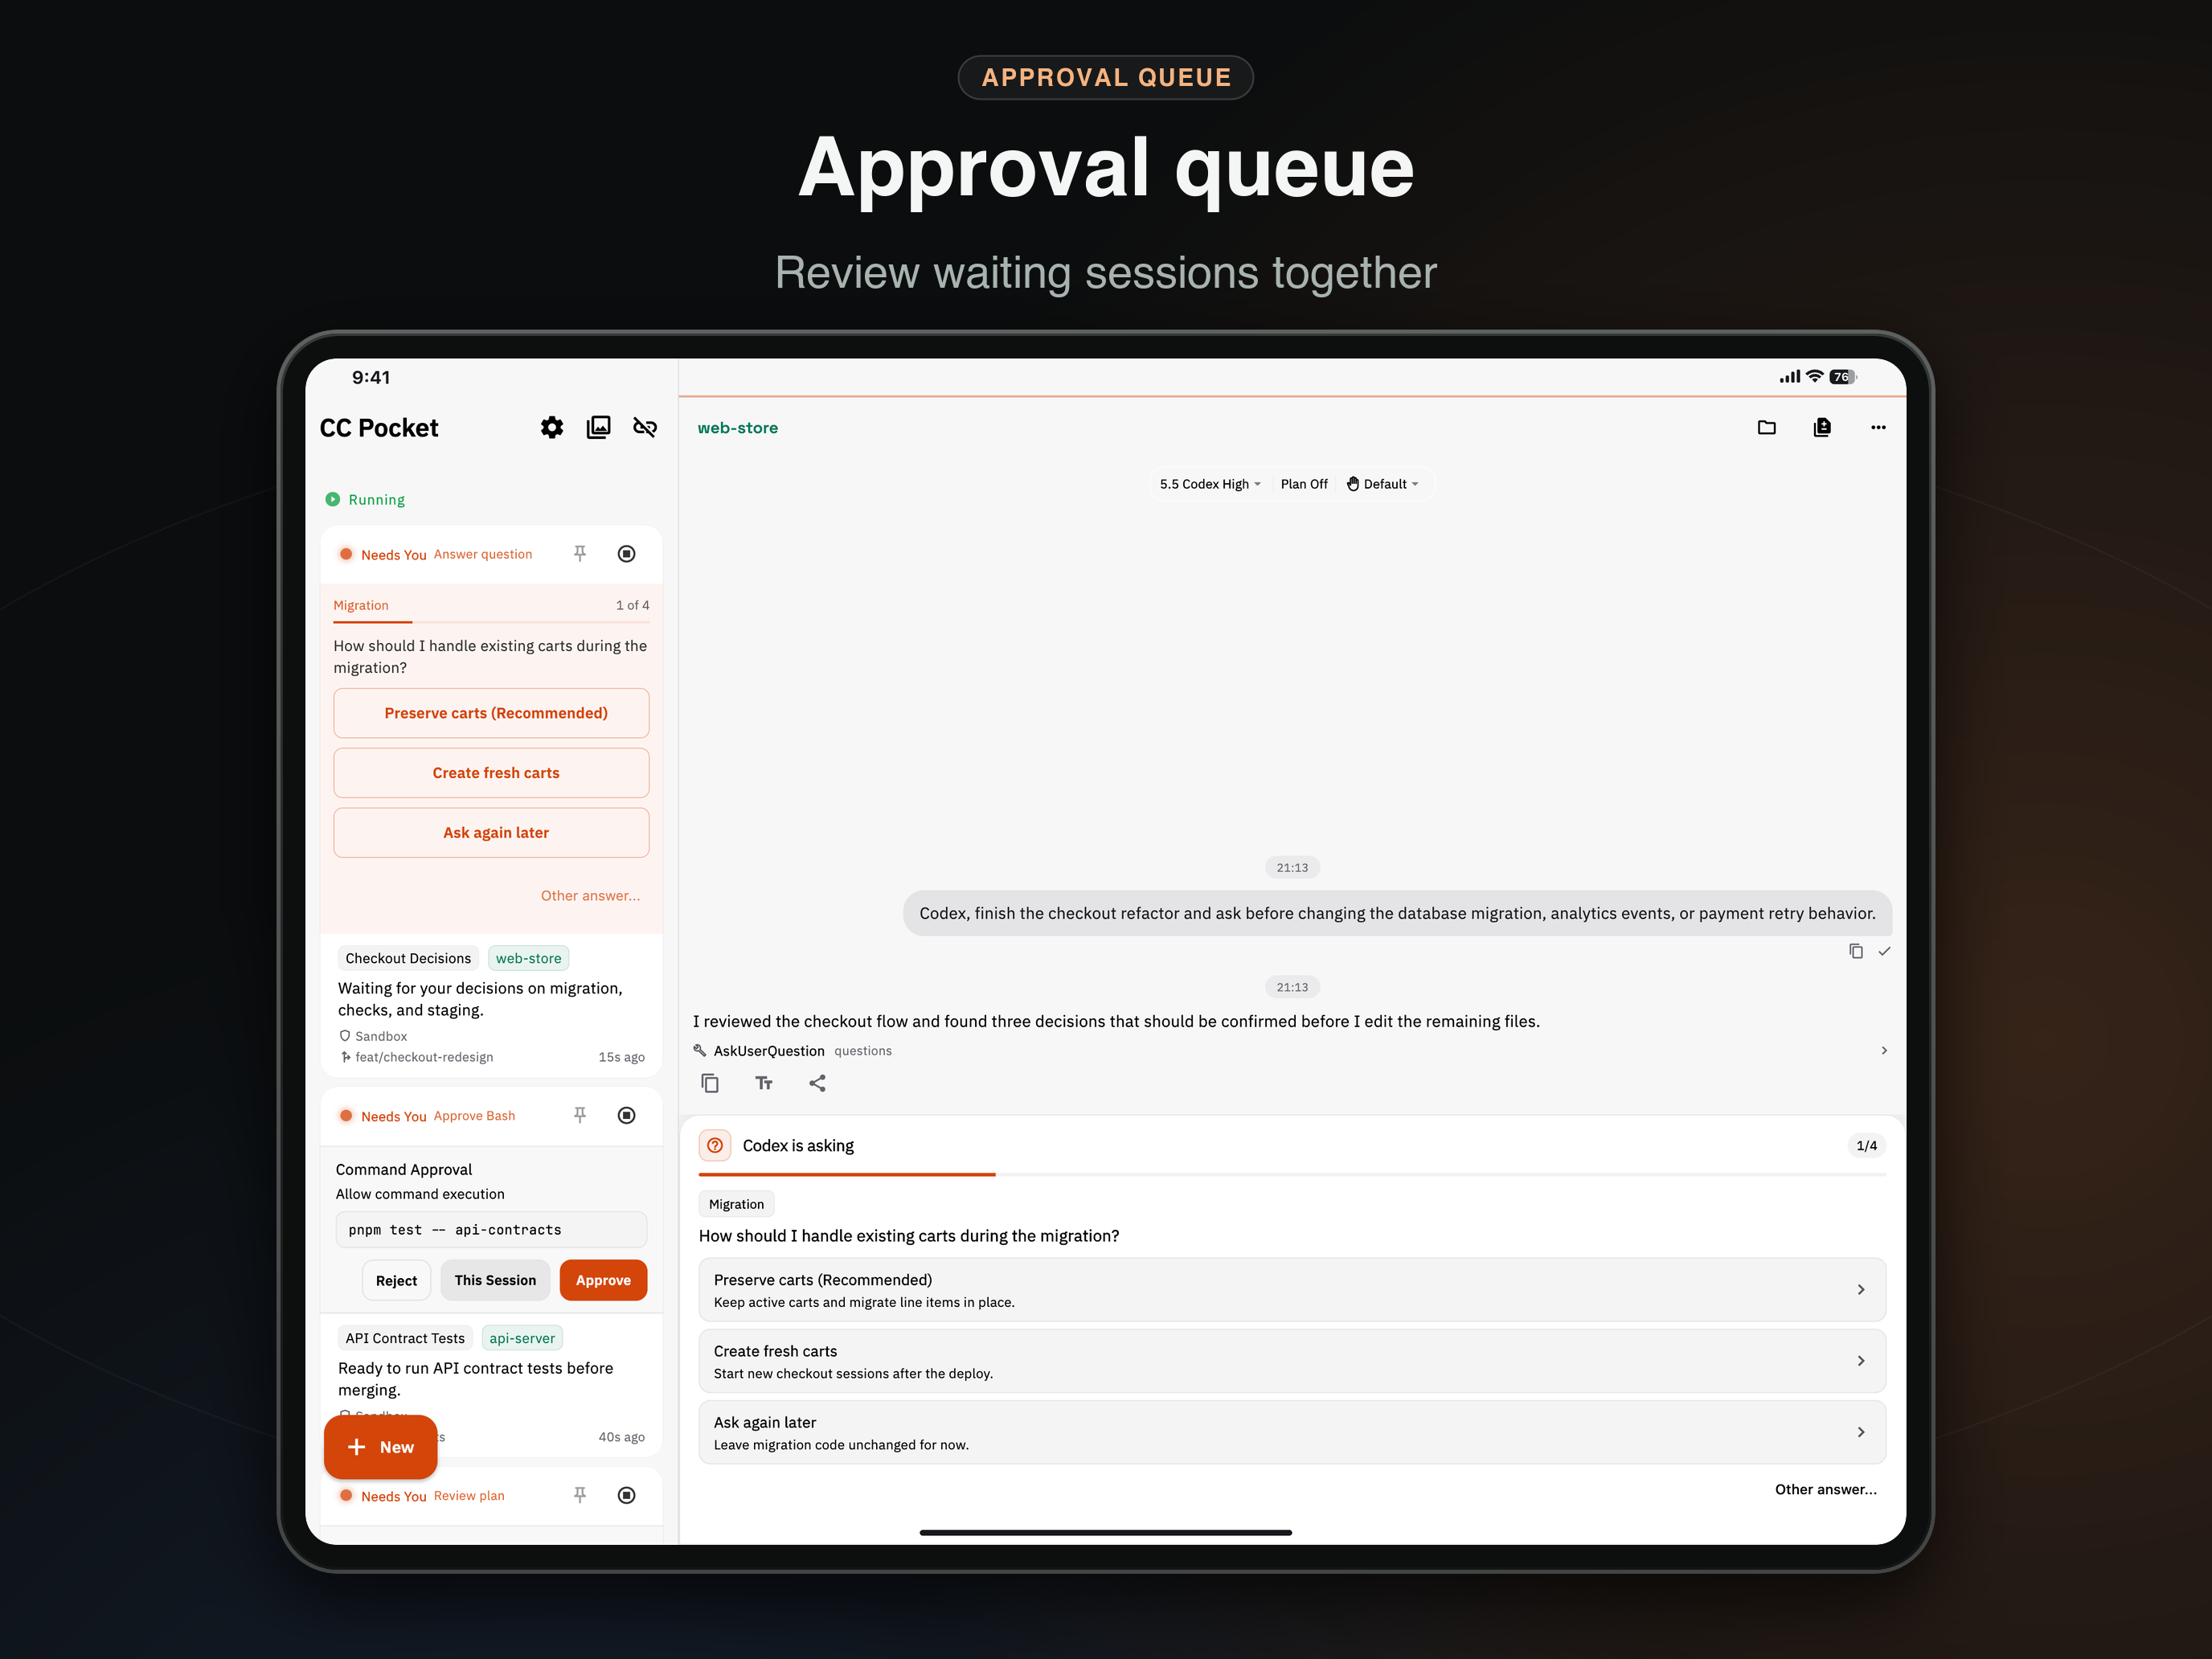 APPROVAL QUEUE
Approval queue
Review waiting sessions together
9:41
76
CC Pocket
Running
Needs You Answer question
Migration 1 of 4
How should I handle existing carts during the
migration?
Preserve carts (Recommended)
Create fresh carts
Ask again later
Other answer...
Checkout Decisions web-store
Waiting for your decisions on migration,
checks, and staging.
Sandbox
feat/checkout-redesign 15s ago
Needs You Approve Bash
Command Approval
Allow command execution
pnpm test -- api-contracts
Reject This Session Approve
API Contract Tests api-server
Ready to run API contract tests before
merging.
40s ago
New
Needs You Review plan
web-store
5.5 Codex High Plan Off Default
21:13
Codex, finish the checkout refactor and ask before changing the database migration, analytics events, or payment retry behavior.
21:13
I reviewed the checkout flow and found three decisions that should be confirmed before I edit the remaining files.
AskUserQuestion questions
Codex is asking 1/4
Migration
How should I handle existing carts during the migration?
Preserve carts (Recommended)
Keep active carts and migrate line items in place.
Create fresh carts
Start new checkout sessions after the deploy.
Ask again later
Leave migration code unchanged for now.
Other answer...